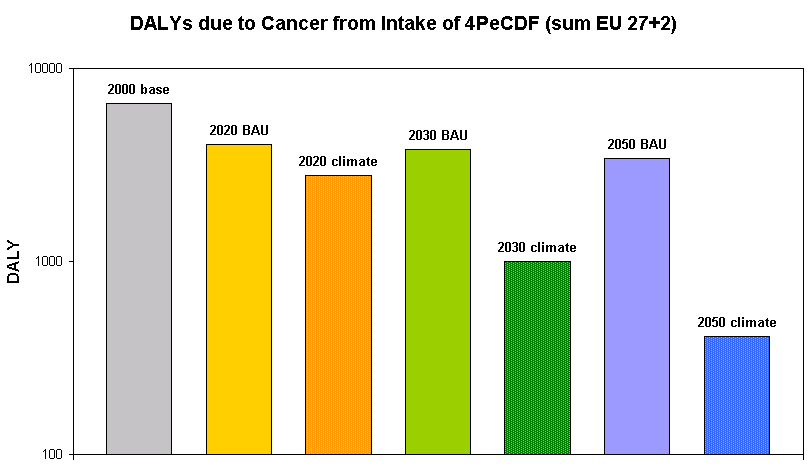 DALYs due to Cancer from Intake of 4PeCDF (sum EU 27+2)
10000
2000 base
2020 BAU
2030 BAU
2050 BAU
2020 climate
2030 climate
DALY
1000
2050 climate
100